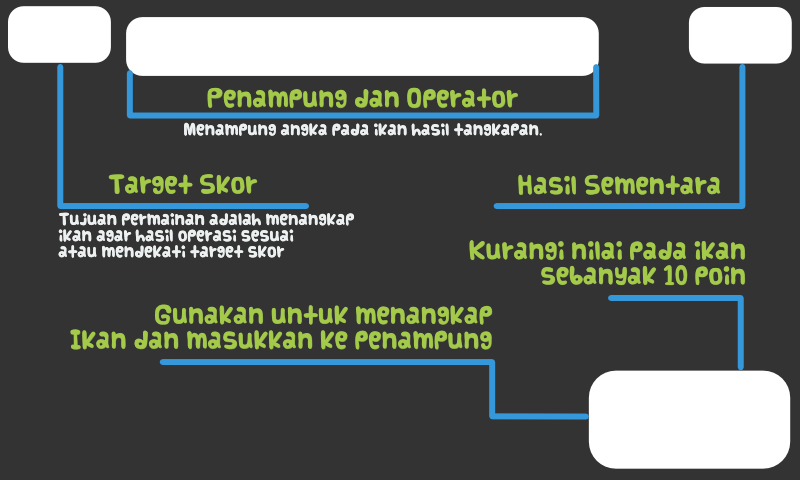 Penampung dan Operator
Menampung angka pada ikan hasil tangkapan.
Target Skor
Tujuan permainan adalah menangkap
ikan agar hasil operasi sesuai
atau mendekati target skor
Hasil Sementara
Kurangi nilai pada ikan
sebanyak 10 poin
Gunakan untuk menangkap
Ikan dan masukkan ke penampung